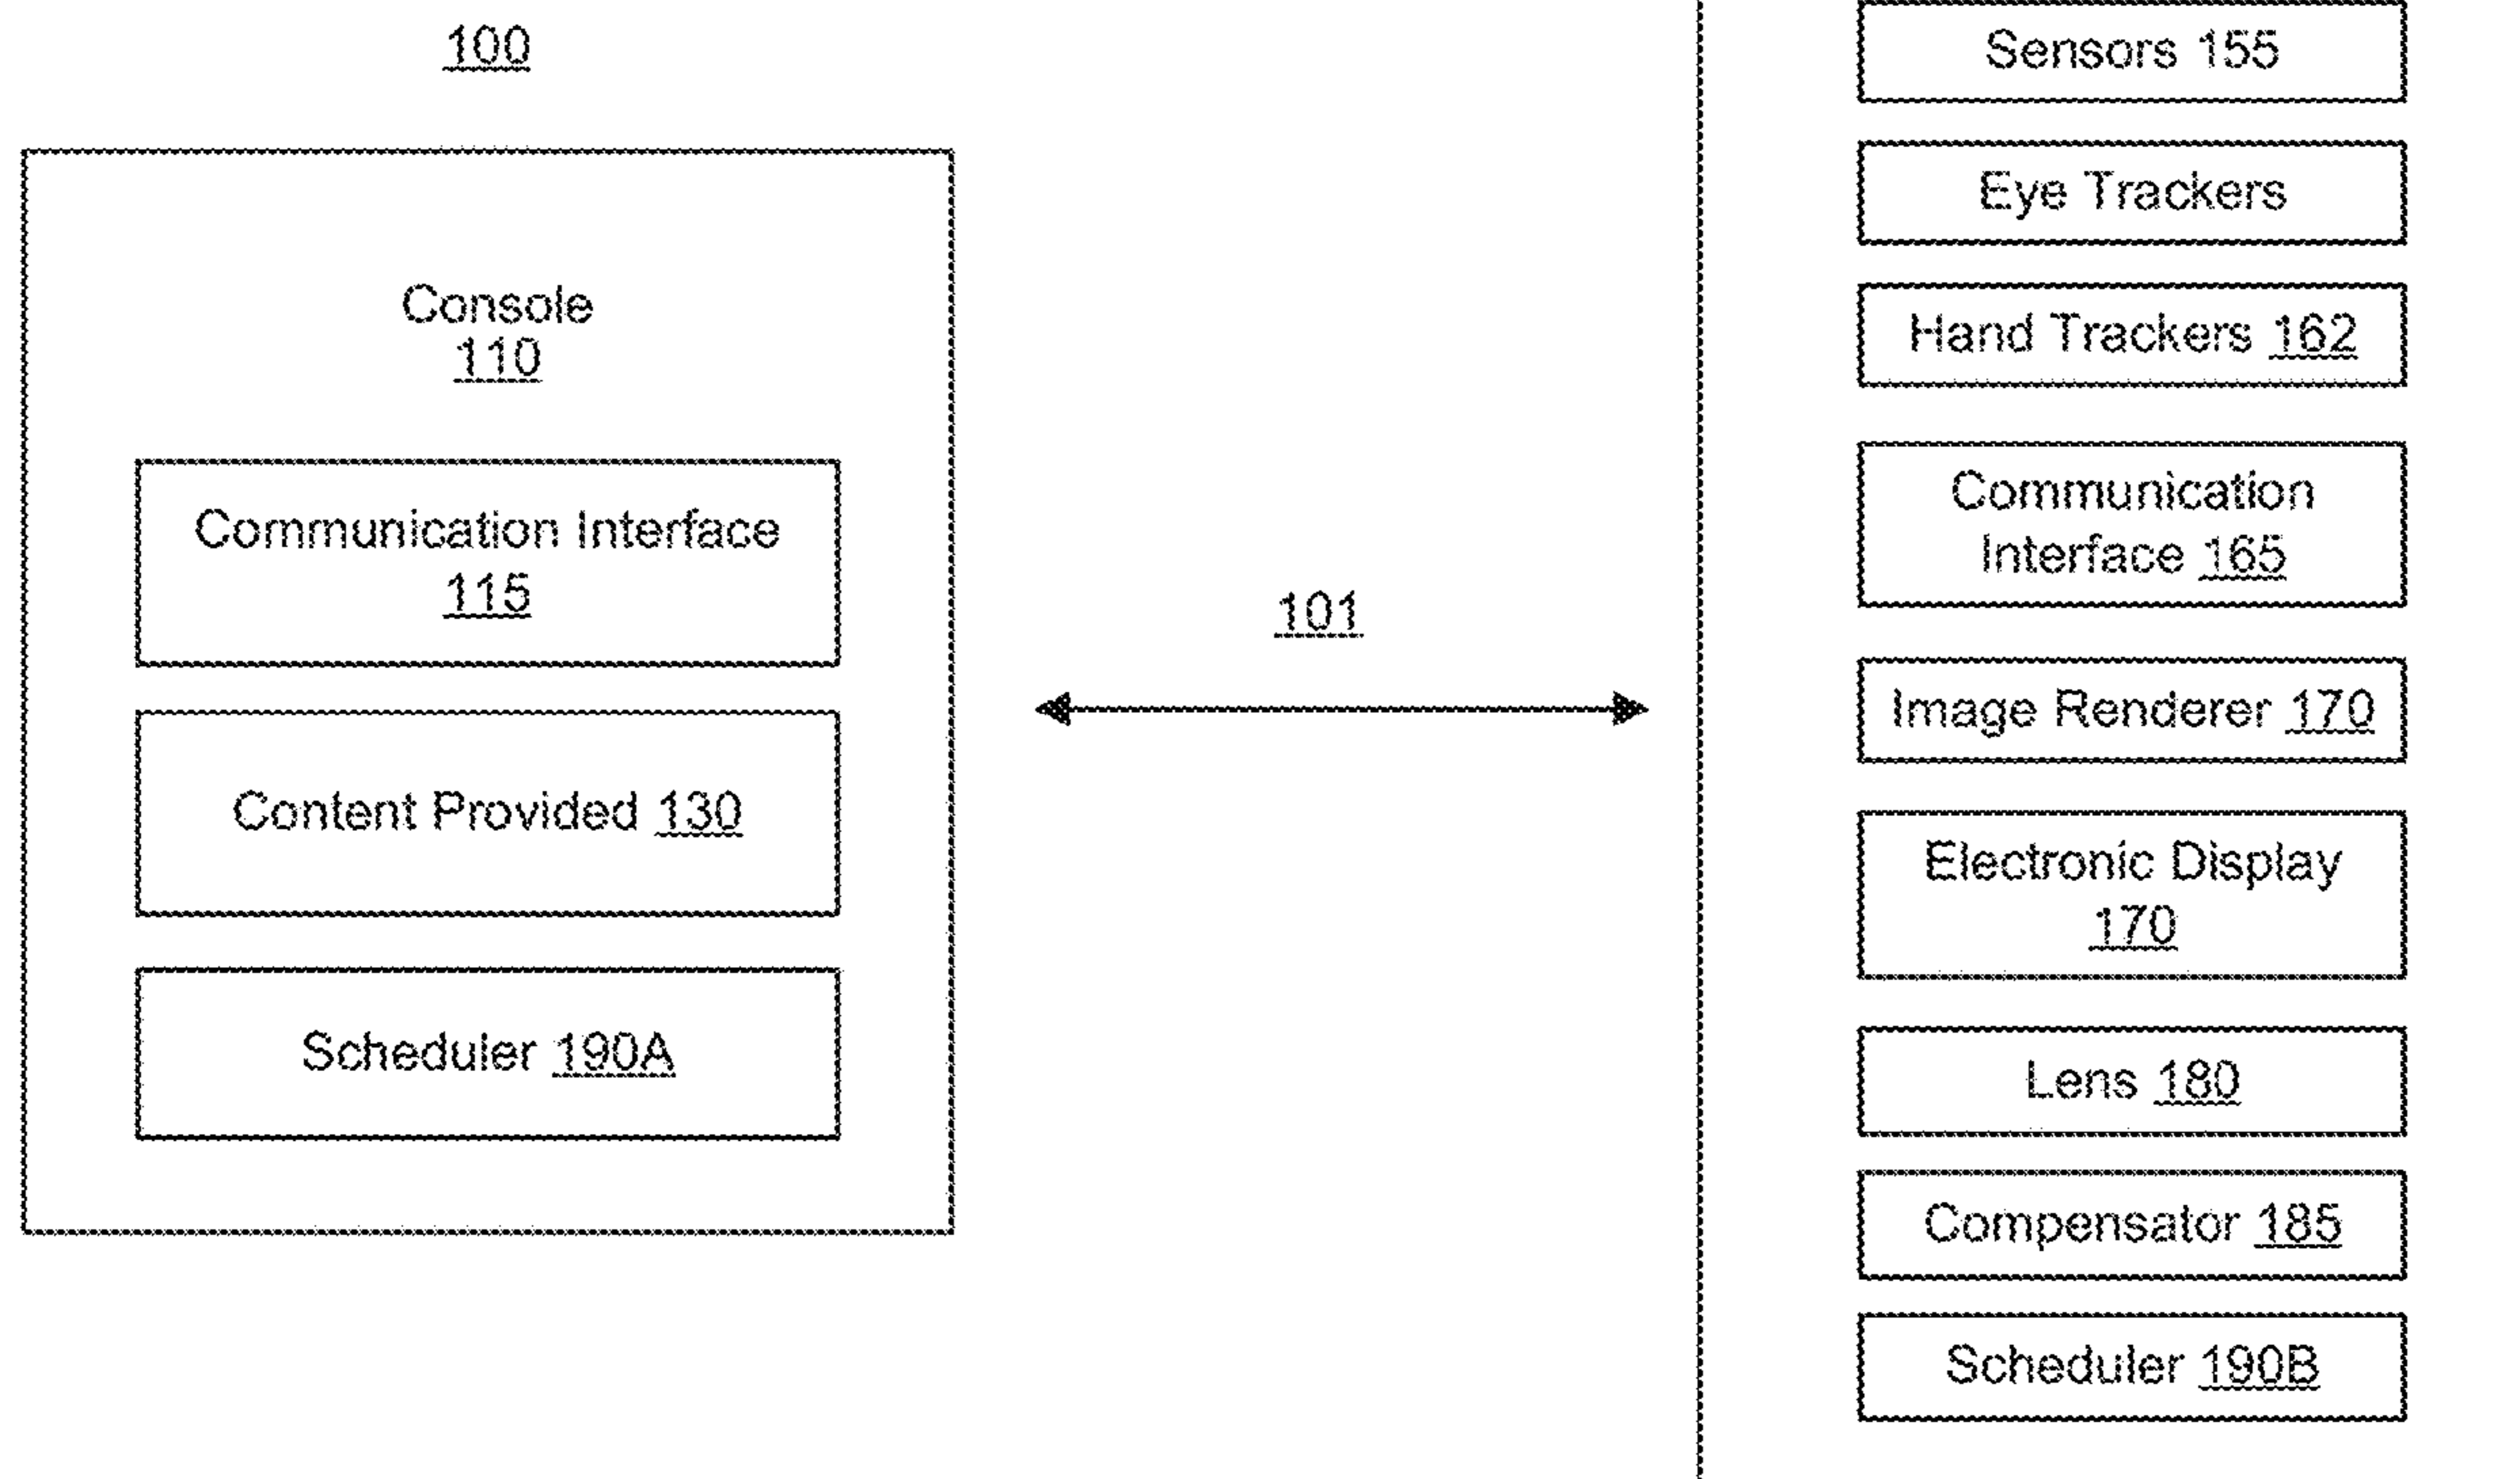 100
Console
110
Communication Interface
115
Content Provided 130
Scheduler 190A
101
Sensors 155
Eye Trackers
Hand Trackers 162
Communication
Interface 165
Image Renderer 170
Electronic Display
170
Lens 180
Compensator 185
Scheduler 190B